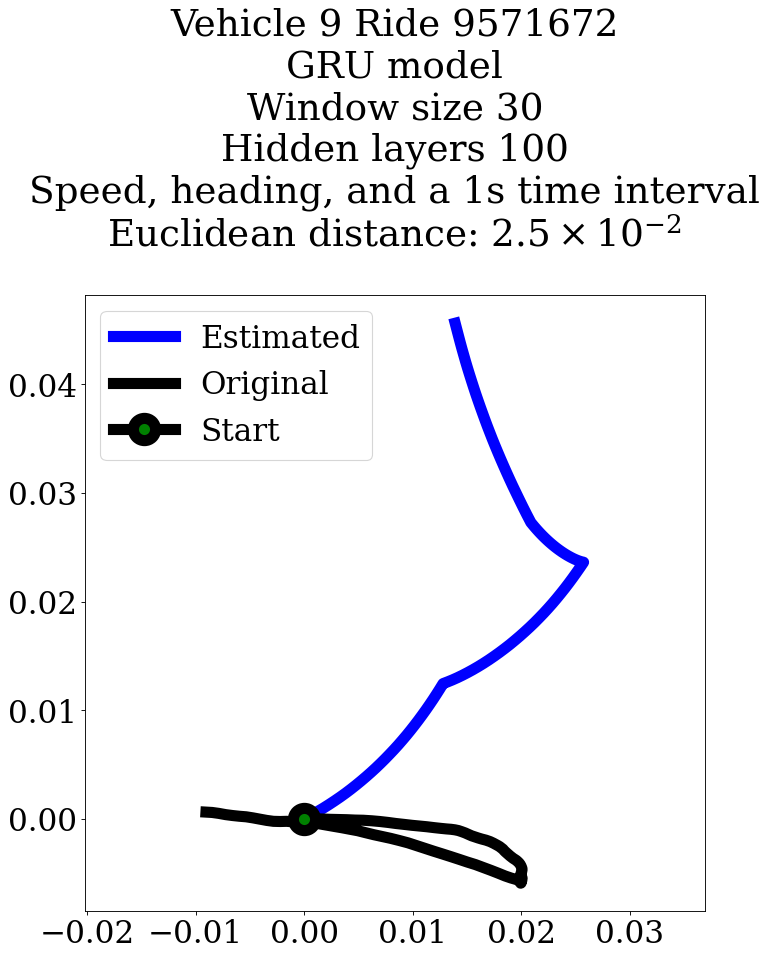 Vehicle 9 Ride 9571672
GRU model
Window size 30
Hidden layers 100
Speed, heading, and a 1s time interval
Euclidean distance: 2.5 × 10⁻²
Estimated
Original
Start
0.04
0.03
0.02
0.01
0.00
−0.02 −0.01 0.00 0.01 0.02 0.03